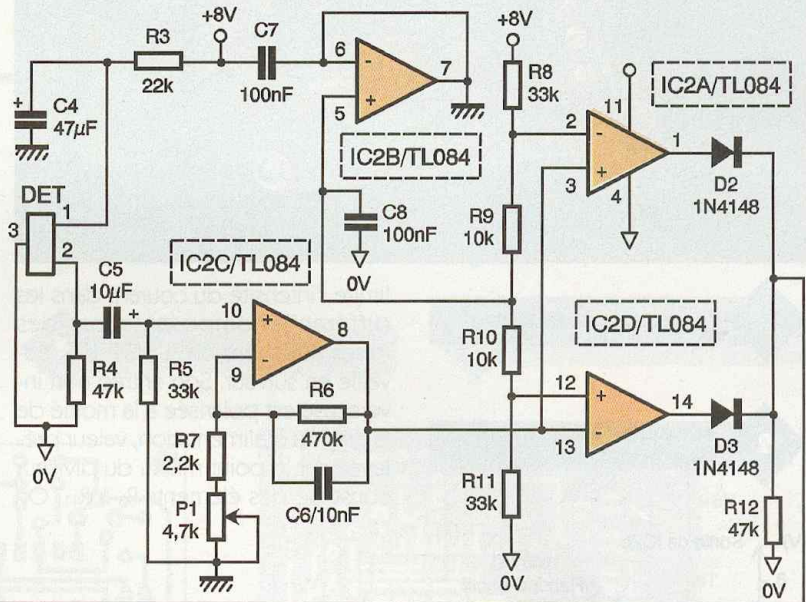 +8V
R3
22k
C7
100nF
6
-
5
+
7
IC2B/TL084
+8V
R8
33k
IC2A/TL084
11
2
-
3
+
1
4
D2
1N4148
+
C4
47µF
DET
1
3
2
C8
100nF
0V
R9
10k
C5
10µF
+
IC2C/TL084
10
+
9
-
8
IC2D/TL084
R10
10k
12
+
13
-
14
D3
1N4148
R4
47k
R5
33k
R6
470k
R7
2,2k
C6/10nF
P1
4,7k
R11
33k
R12
47k
0V
0V
0V